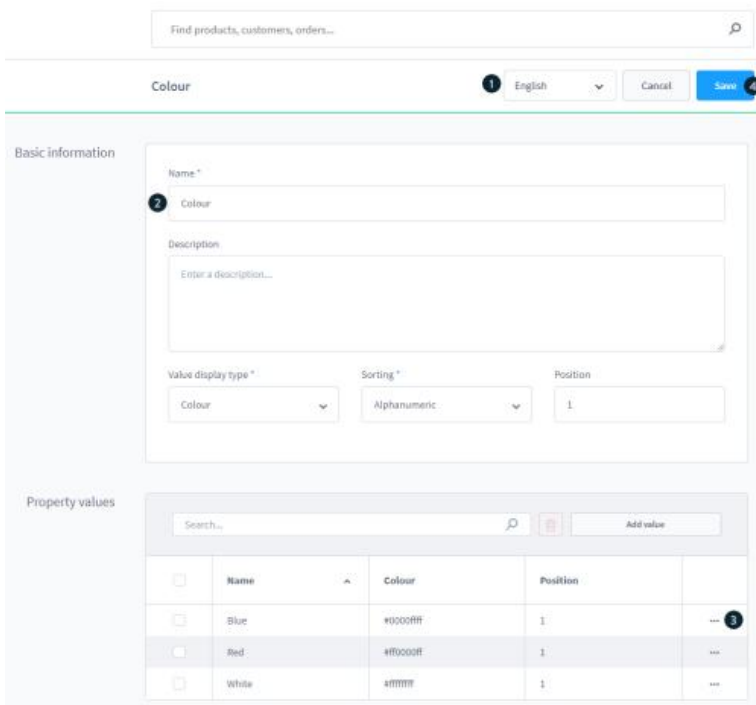 Find products, customers, orders...
Colour
1 English Cancel Save 4
Basic information
Name *
2 Colour
Description
Enter a description...
Value display type * Sorting * Position
Colour Alphanumeric 1
Property values
Search... Add value
Name Colour Position
Blue #0000ffff 1 ... 3
Red #ff0000ff 1 ...
White #ffffffff 1 ...